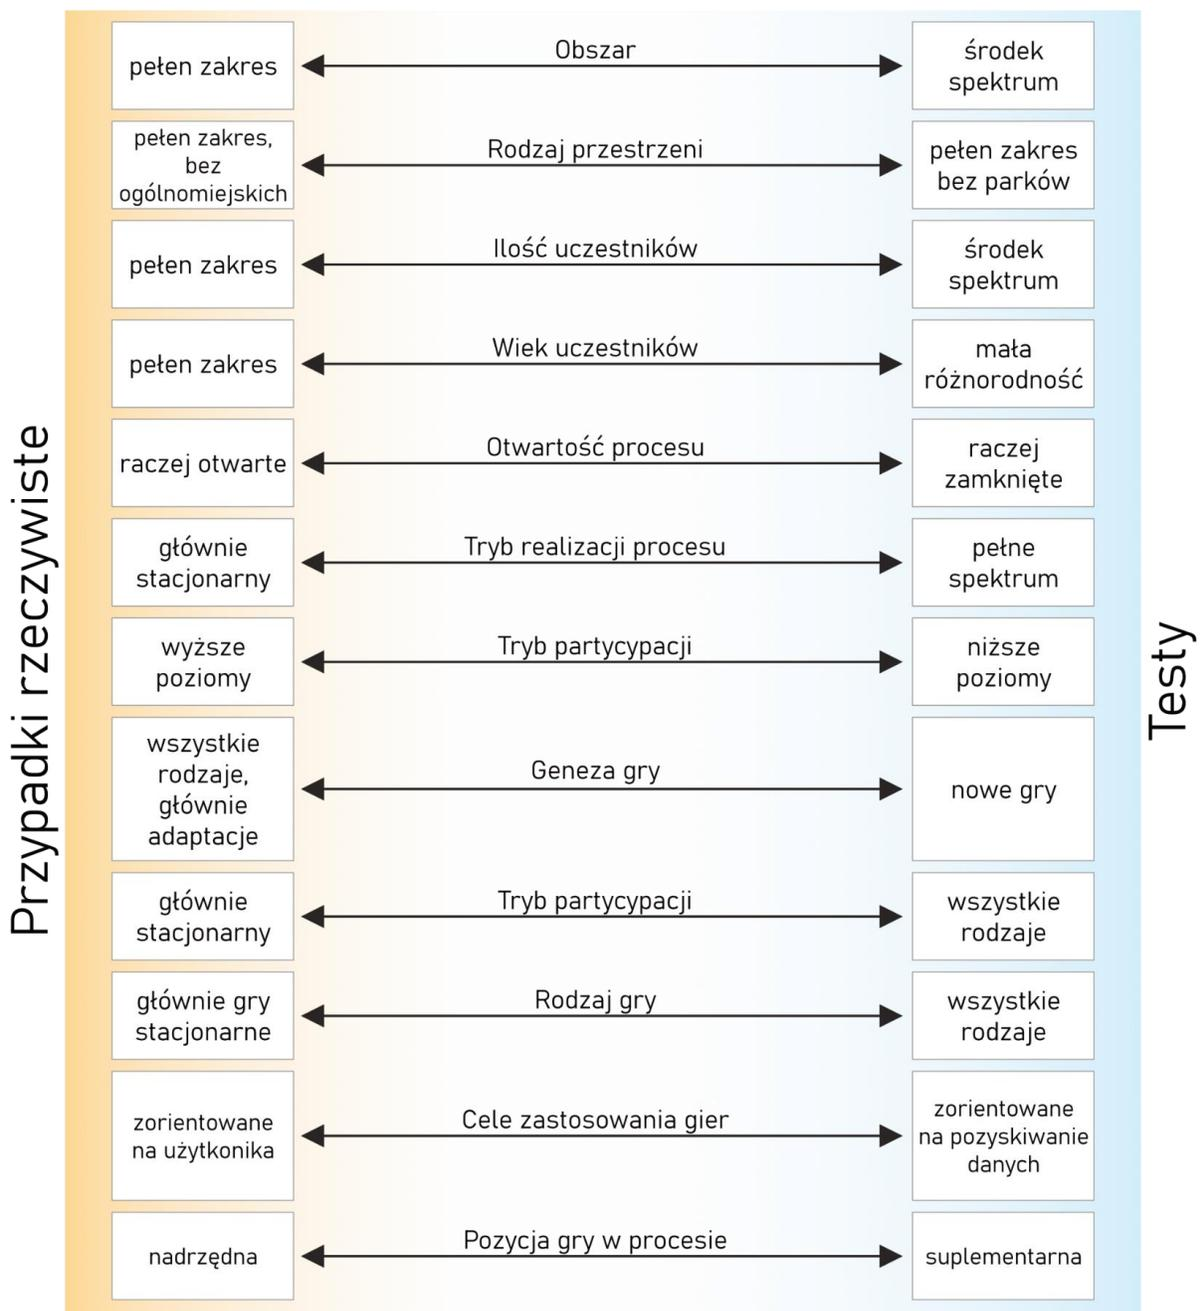 Przypadki rzeczywiste
pełen zakres
Obszar
środek
spektrum
pełen zakres,
bez
ogólnomiejskich
Rodzaj przestrzeni
pełen zakres
bez parków
pełen zakres
Ilość uczestników
środek
spektrum
pełen zakres
Wiek uczestników
mała
różnorodność
raczej otwarte
Otwartość procesu
raczej
zamknięte
głównie
stacjonarny
Tryb realizacji procesu
pełne
spektrum
wyższe
poziomy
Tryb partycypacji
niższe
poziomy
wszystkie
rodzaje,
głównie
adaptacje
Geneza gry
nowe gry
głównie
stacjonarny
Tryb partycypacji
wszystkie
rodzaje
głównie gry
stacjonarne
Rodzaj gry
wszystkie
rodzaje
zorientowane
na użytkonika
Cele zastosowania gier
zorientowane
na pozyskiwanie
danych
nadrzędna
Pozycja gry w procesie
suplementarna
Testy